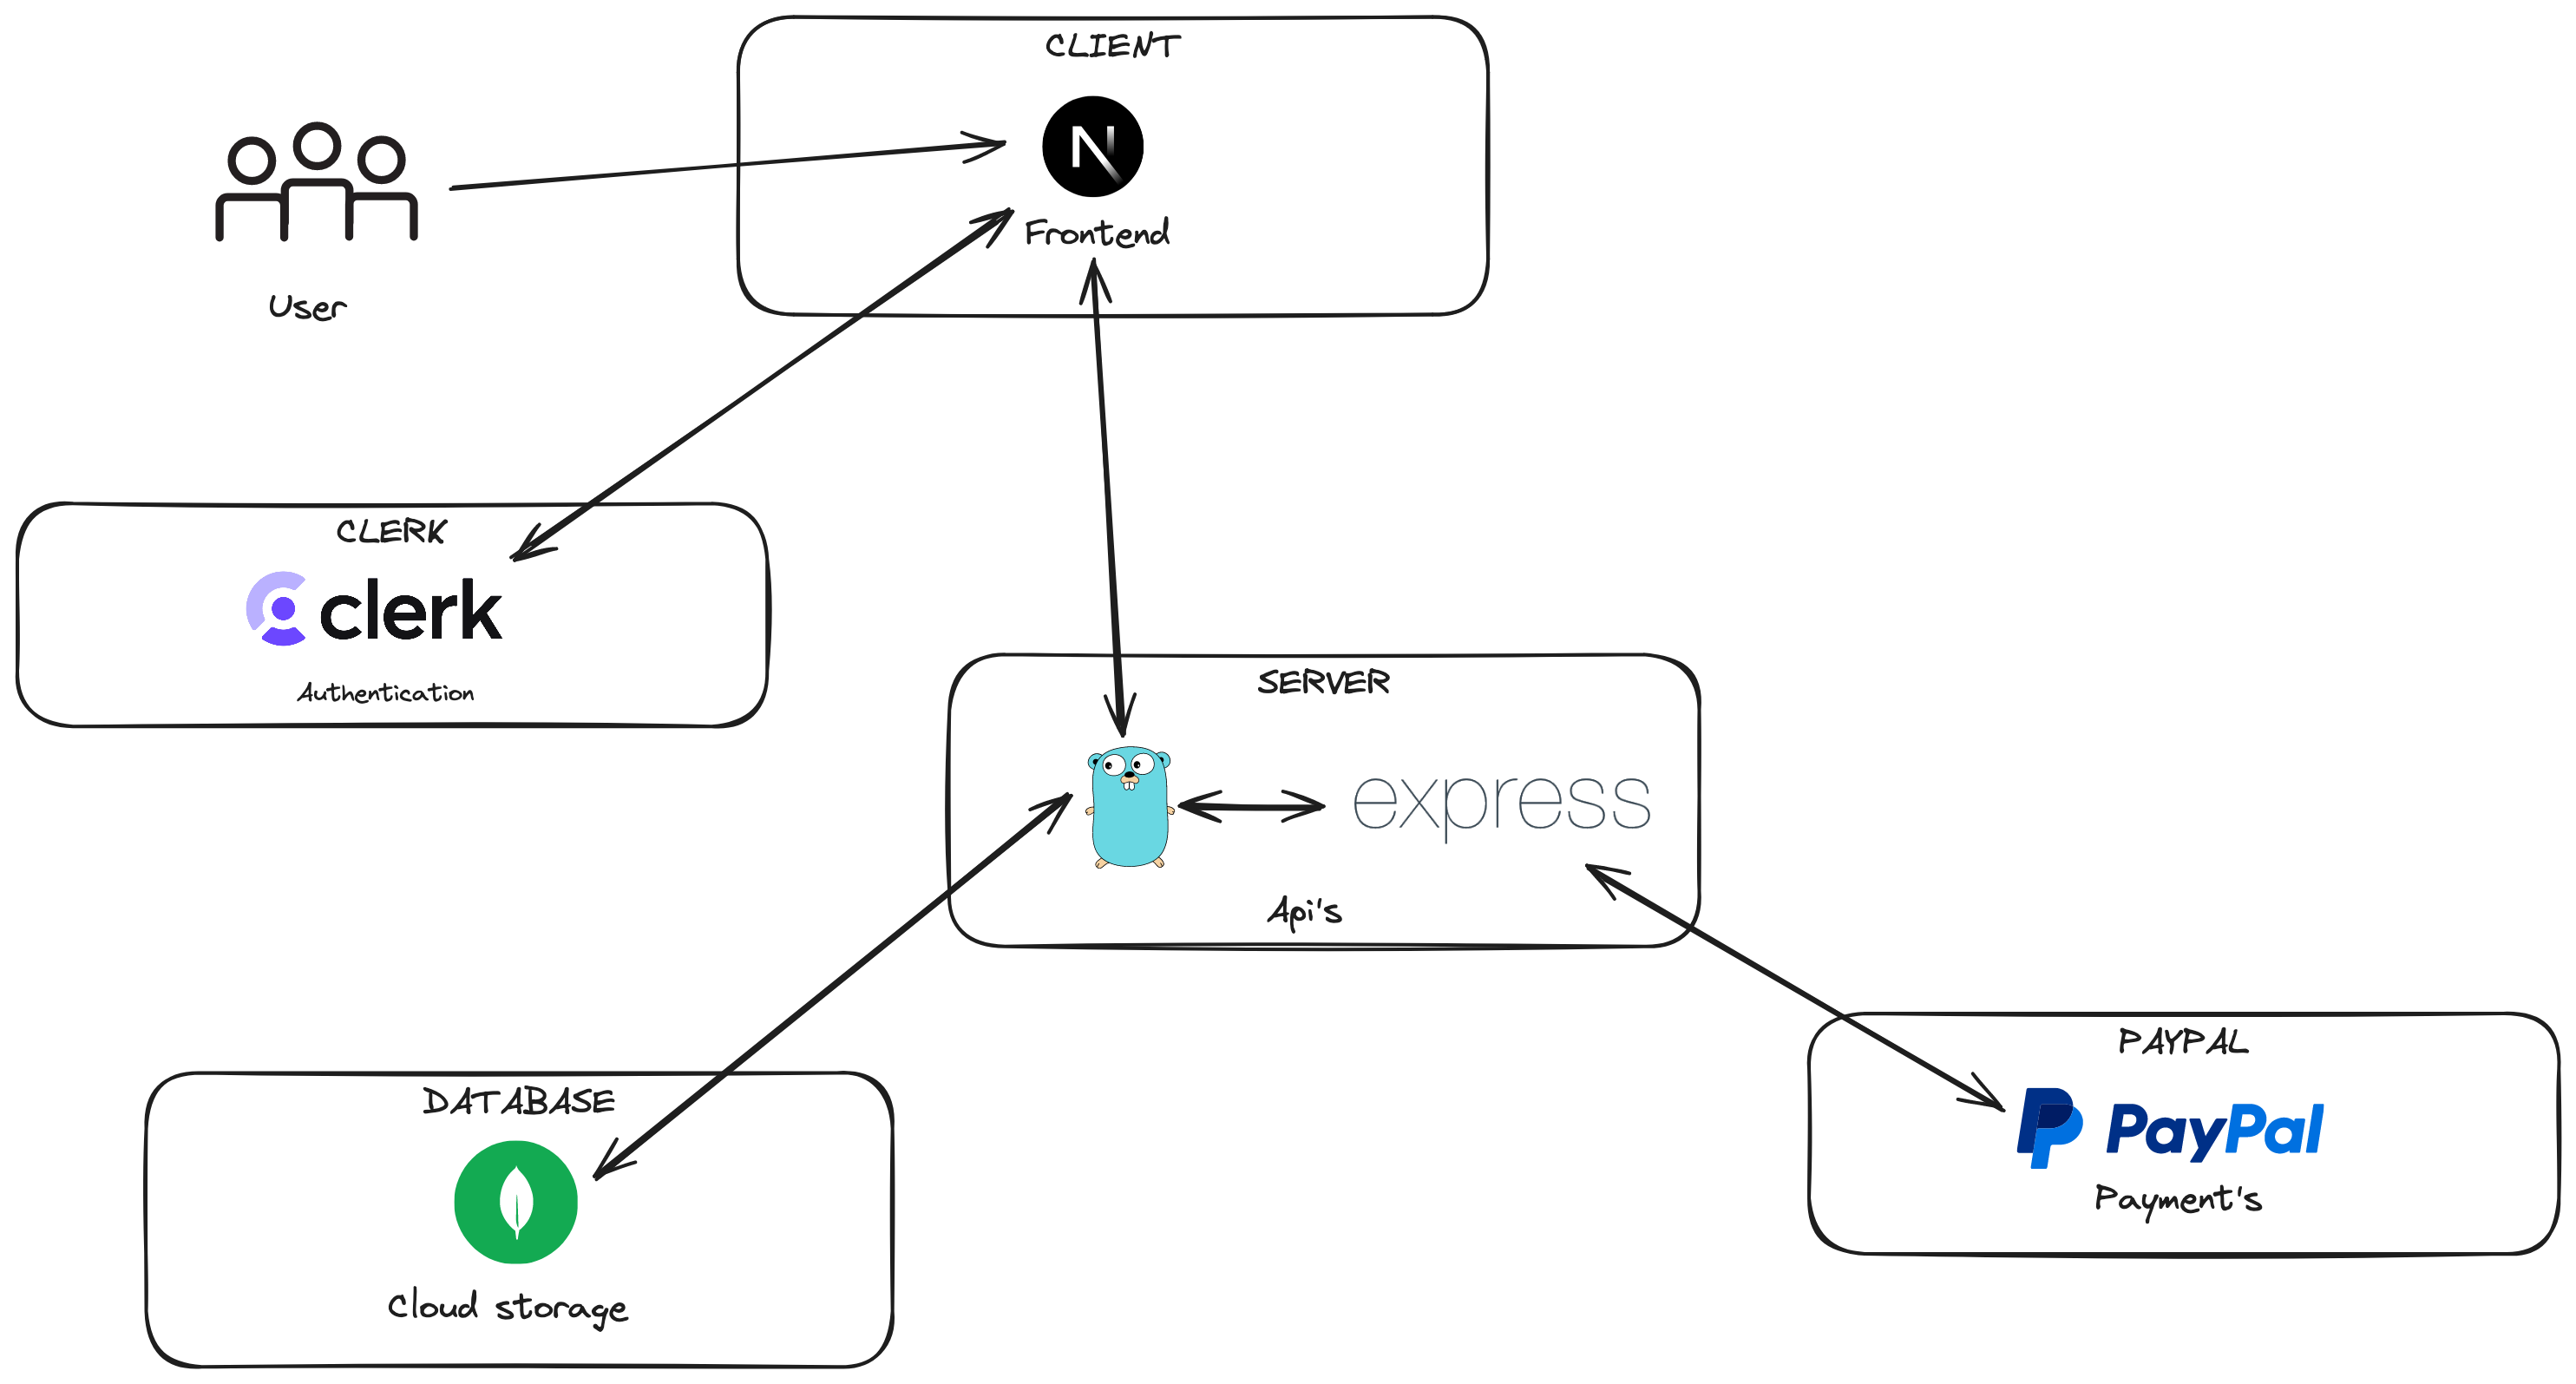 CLIENT
N
Frontend
User
CLERK
clerk
Authentication
SERVER
express
Api's
PAYPAL
PayPal
Payment's
DATABASE
Cloud storage